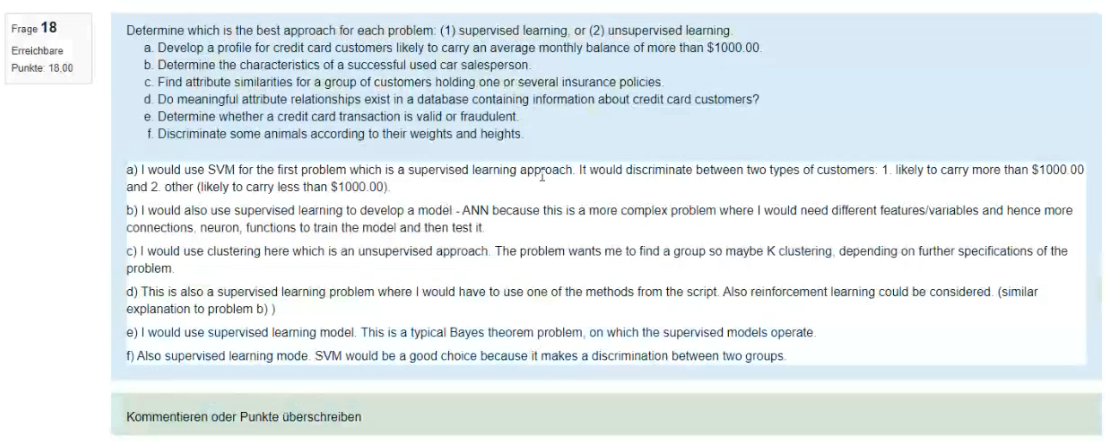 Frage 18
Erreichbare
Punkte: 18,00
Determine which is the best approach for each problem: (1) supervised learning, or (2) unsupervised learning.
a. Develop a profile for credit card customers likely to carry an average monthly balance of more than $1000.00.
b. Determine the characteristics of a successful used car salesperson.
c. Find attribute similarities for a group of customers holding one or several insurance policies.
d. Do meaningful attribute relationships exist in a database containing information about credit card customers?
e. Determine whether a credit card transaction is valid or fraudulent.
f. Discriminate some animals according to their weights and heights.
a) I would use SVM for the first problem which is a supervised learning approach. It would discriminate between two types of customers: 1. likely to carry more than $1000.00
and 2. other (likely to carry less than $1000.00).
b) I would also use supervised learning to develop a model - ANN because this is a more complex problem where I would need different features/variables and hence more
connections, neuron, functions to train the model and then test it.
c) I would use clustering here which is an unsupervised approach. The problem wants me to find a group so maybe K clustering, depending on further specifications of the
problem.
d) This is also a supervised learning problem where I would have to use one of the methods from the script. Also reinforcement learning could be considered. (similar
explanation to problem b) )
e) I would use supervised learning model. This is a typical Bayes theorem problem, on which the supervised models operate.
f) Also supervised learning mode. SVM would be a good choice because it makes a discrimination between two groups.
Kommentieren oder Punkte überschreiben